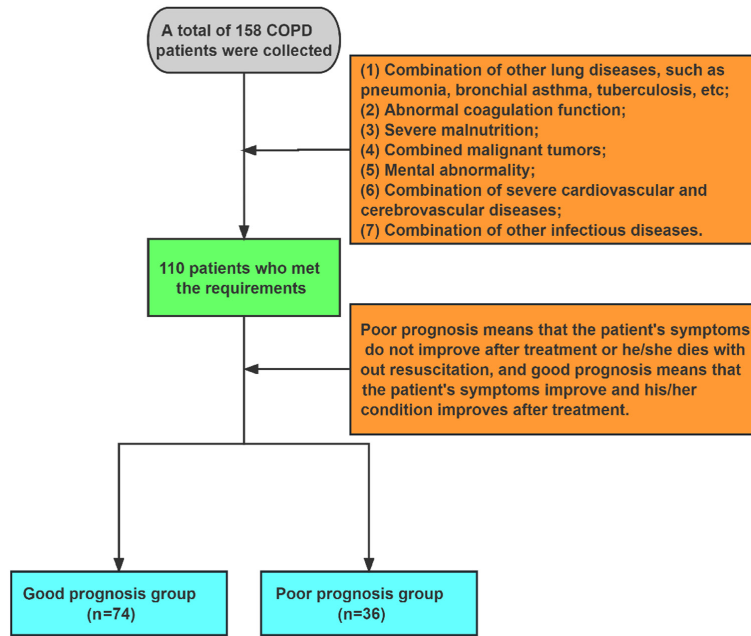 A total of 158 COPD
patients were collected
(1) Combination of other lung diseases, such as
pneumonia, bronchial asthma, tuberculosis, etc;
(2) Abnormal coagulation function;
(3) Severe malnutrition;
(4) Combined malignant tumors;
(5) Mental abnormality;
(6) Combination of severe cardiovascular and
cerebrovascular diseases;
(7) Combination of other infectious diseases.
110 patients who met
the requirements
Poor prognosis means that the patient's symptoms
do not improve after treatment or he/she dies with
out resuscitation, and good prognosis means that
the patient's symptoms improve and his/her
condition improves after treatment.
Good prognosis group
(n=74)
Poor prognosis group
(n=36)